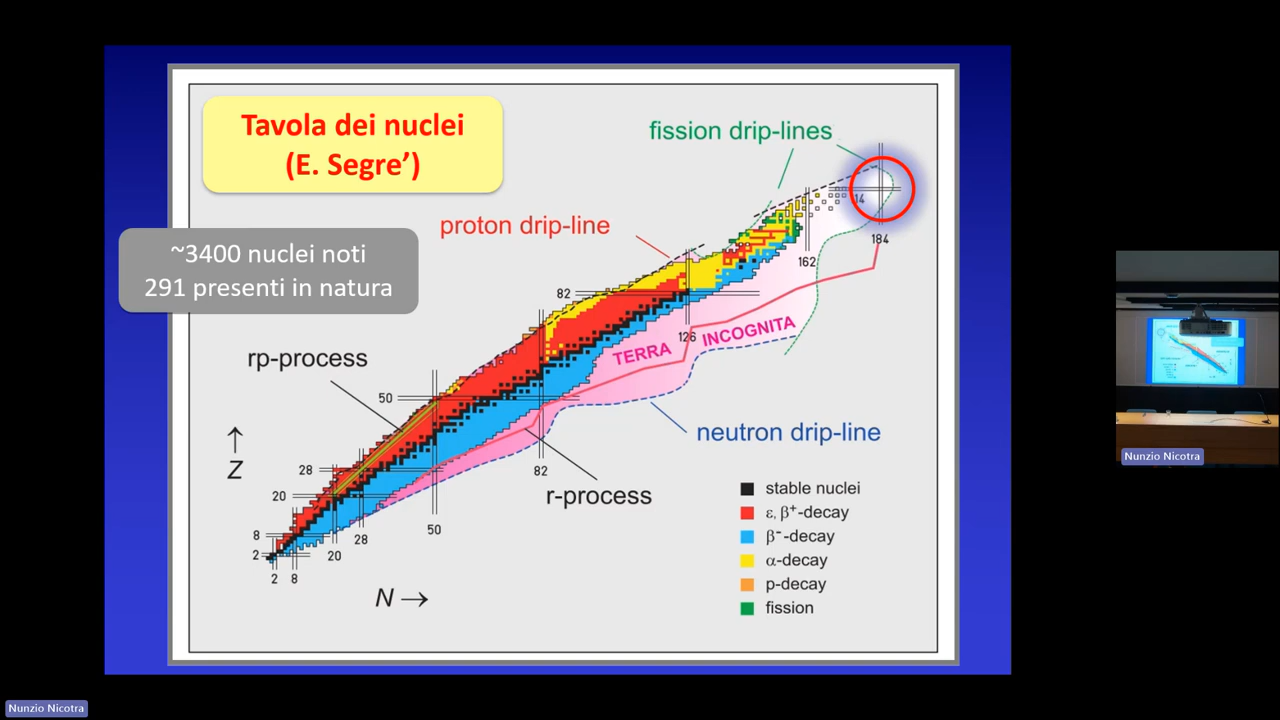 Tavola dei nuclei
(E. Segre’)
~3400 nuclei noti
291 presenti in natura
fission drip-lines
proton drip-line
14
184
162
82
126
TERRA INCOGNITA
rp-process
50
neutron drip-line
Z
28
82
r-process
20
50
8
28
2
20
2 8
N
stable nuclei
ε, β⁺-decay
β⁻-decay
α-decay
p-decay
fission
Nunzio Nicotra
Nunzio Nicotra